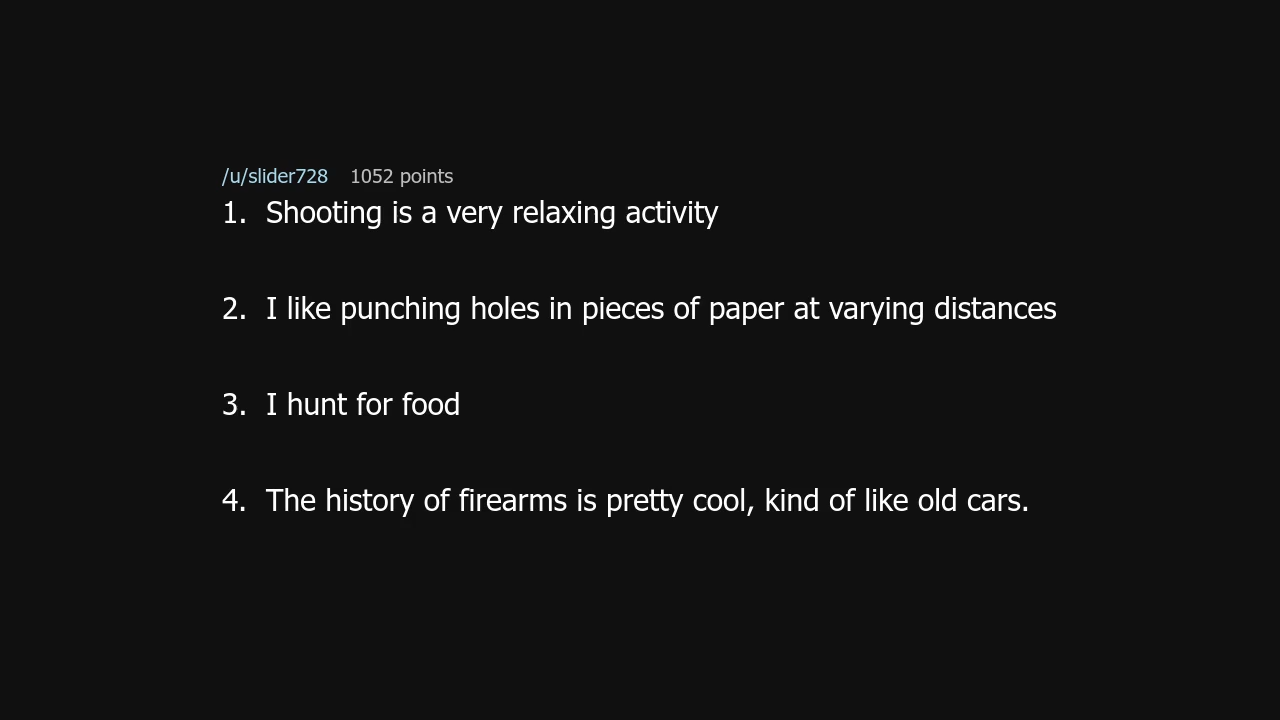 /u/slider728 1052 points
1. Shooting is a very relaxing activity
2. I like punching holes in pieces of paper at varying distances
3. I hunt for food
4. The history of firearms is pretty cool, kind of like old cars.